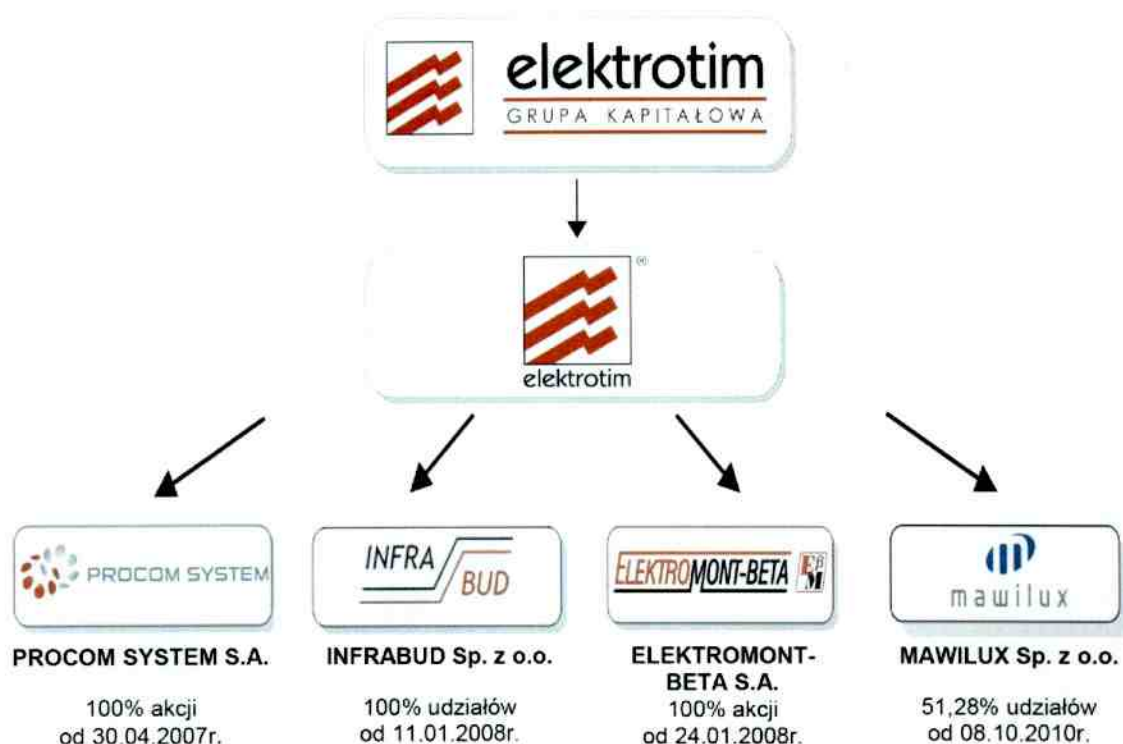 elektrotim
GRUPA KAPITAŁOWA
elektrotim
PROCOM SYSTEM
INFRA
BUD
ELEKTROMONT-BETA
EβM
mawilux
PROCOM SYSTEM S.A.
100% akcji
od 30.04.2007r.
INFRABUD Sp. z o.o.
100% udziałów
od 11.01.2008r.
ELEKTROMONT-
BETA S.A.
100% akcji
od 24.01.2008r.
MAWILUX Sp. z o.o.
51,28% udziałów
od 08.10.2010r.